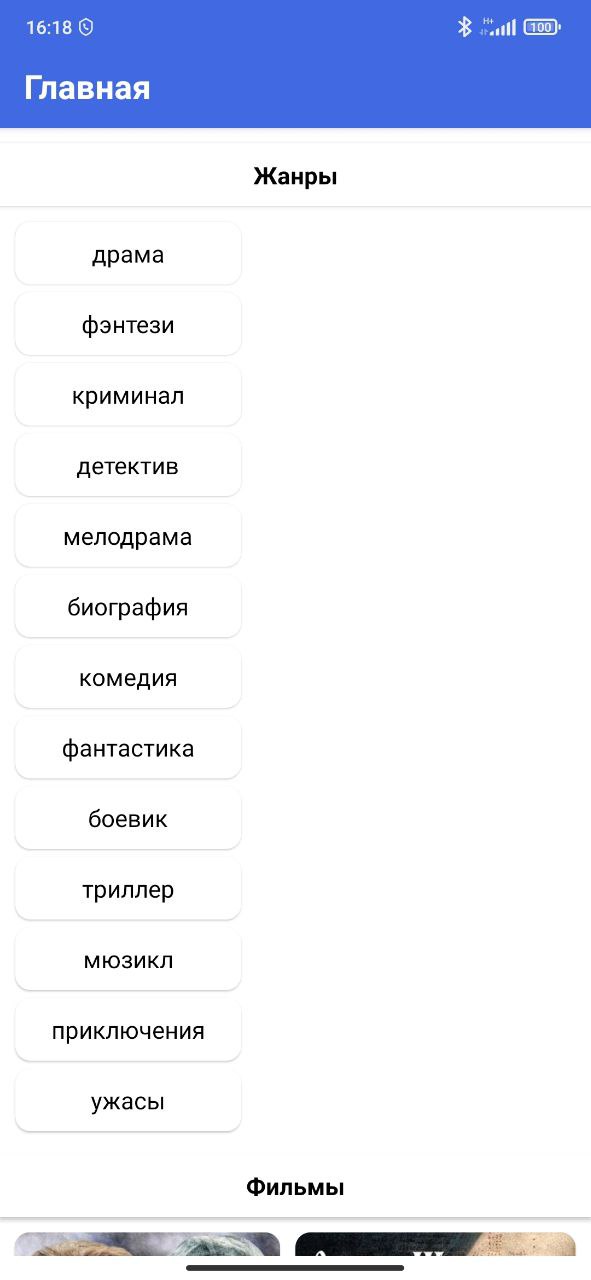 16:18
H+
100
Главная
Жанры
драма
фэнтези
криминал
детектив
мелодрама
биография
комедия
фантастика
боевик
триллер
мюзикл
приключения
ужасы
Фильмы